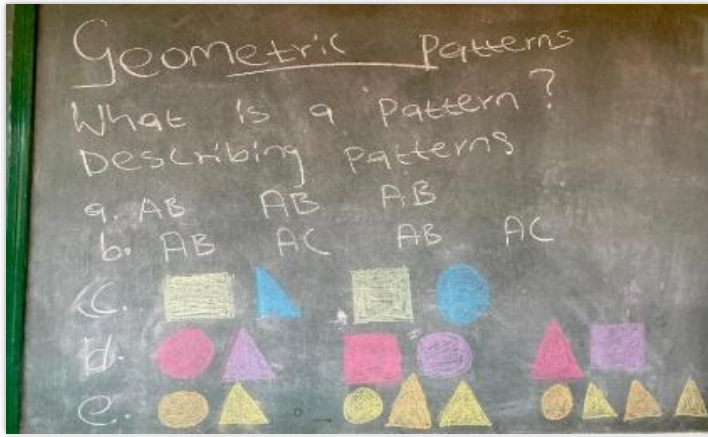 Geometric Patterns
What is a Pattern?
Describing patterns
a. AB AB AB
b. AB AC AB AC
c.
d.
e.